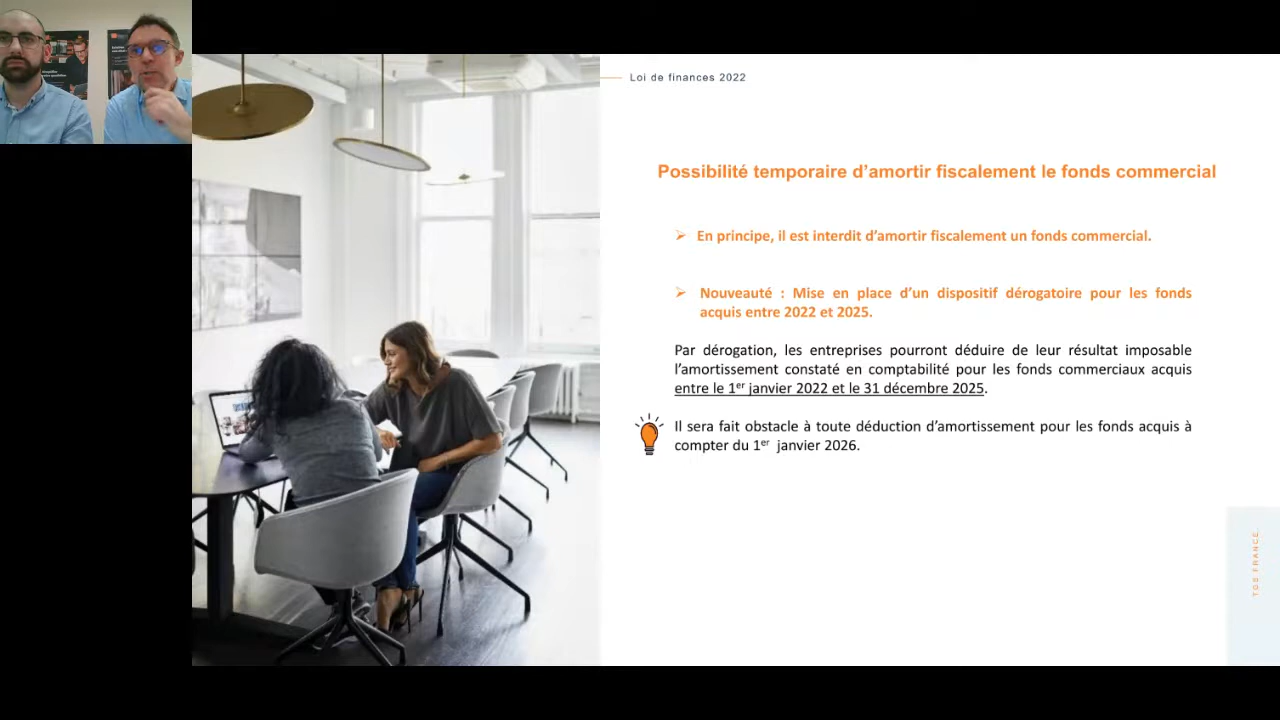 Loi de finances 2022
Possibilité temporaire d’amortir fiscalement le fonds commercial
➢ En principe, il est interdit d’amortir fiscalement un fonds commercial.
➢ Nouveauté : Mise en place d’un dispositif dérogatoire pour les fonds
acquis entre 2022 et 2025.
Par dérogation, les entreprises pourront déduire de leur résultat imposable
l’amortissement constaté en comptabilité pour les fonds commerciaux acquis
entre le 1er janvier 2022 et le 31 décembre 2025.
Il sera fait obstacle à toute déduction d’amortissement pour les fonds acquis à
compter du 1er janvier 2026.